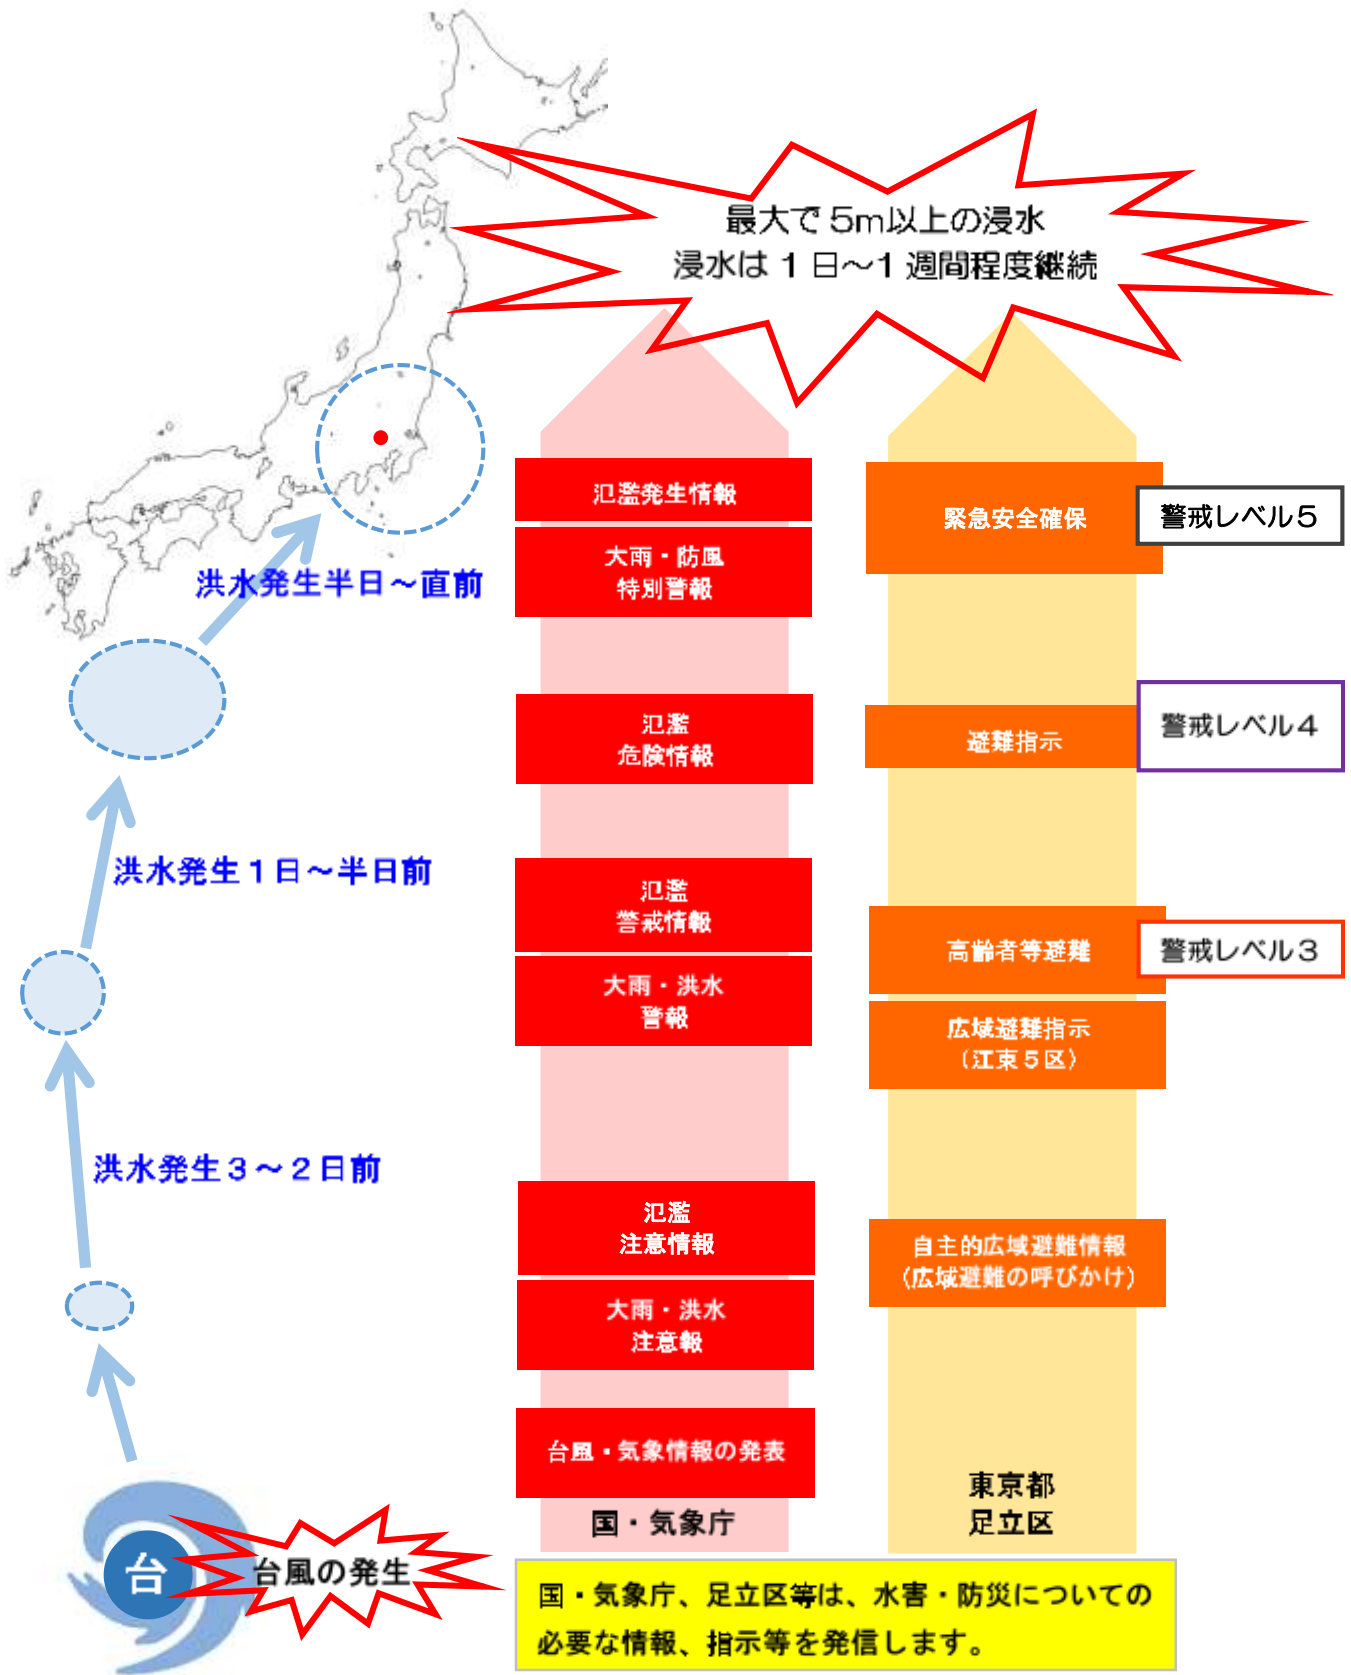 最大で５ｍ以上の浸水
浸水は１日～１週間程度継続
氾濫発生情報
大雨・防風
特別警報
緊急安全確保
警戒レベル５
洪水発生半日～直前
氾濫
危険情報
避難指示
警戒レベル４
洪水発生１日～半日前
氾濫
警戒情報
大雨・洪水
警報
高齢者等避難
警戒レベル３
広域避難指示
（江東５区）
洪水発生３～２日前
氾濫
注意情報
大雨・洪水
注意報
自主的広域避難情報
（広域避難の呼びかけ）
台風・気象情報の発表
国・気象庁
東京都
足立区
台
台風の発生
国・気象庁、足立区等は、水害・防災についての
必要な情報、指示等を発信します。